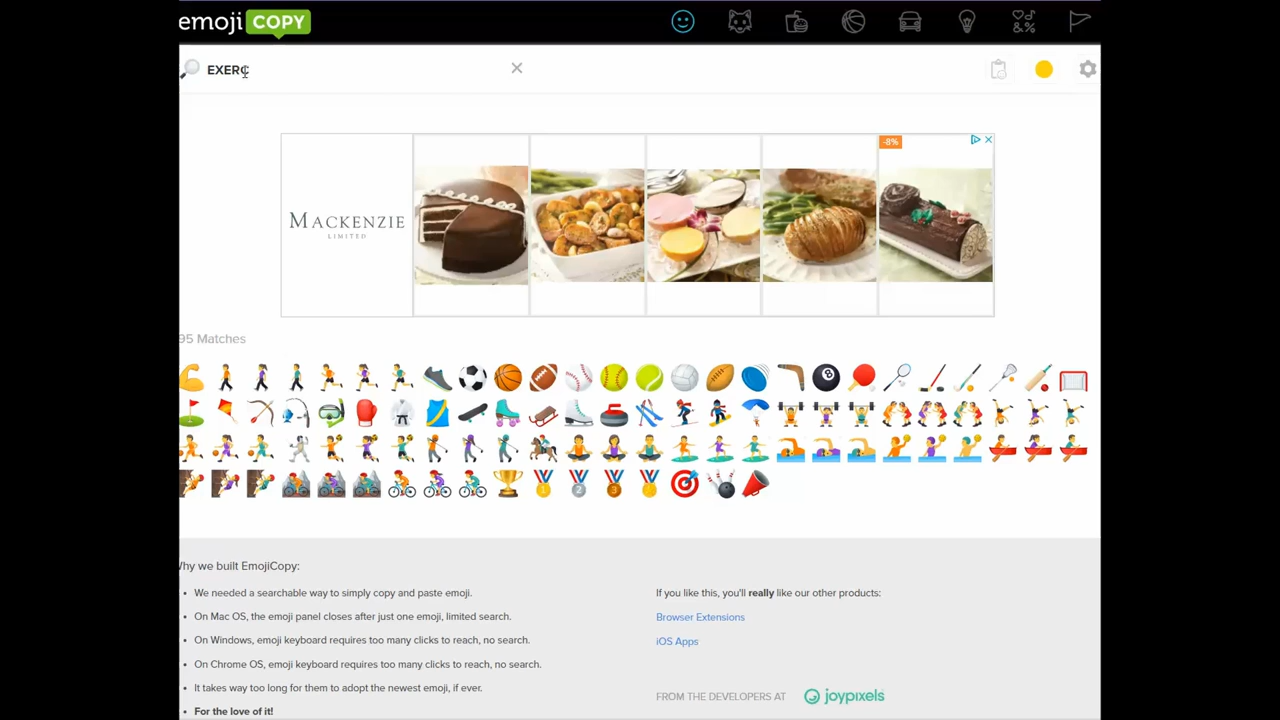 emoji COPY
EXERC
-8%
MACKENZIE
LIMITED
95 Matches
Why we built EmojiCopy:
We needed a searchable way to simply copy and paste emoji.
On Mac OS, the emoji panel closes after just one emoji, limited search.
On Windows, emoji keyboard requires too many clicks to reach, no search.
On Chrome OS, emoji keyboard requires too many clicks to reach, no search.
It takes way too long for them to adopt the newest emoji, if ever.
For the love of it!
If you like this, you'll really like our other products:
Browser Extensions
iOS Apps
FROM THE DEVELOPERS AT joypixels